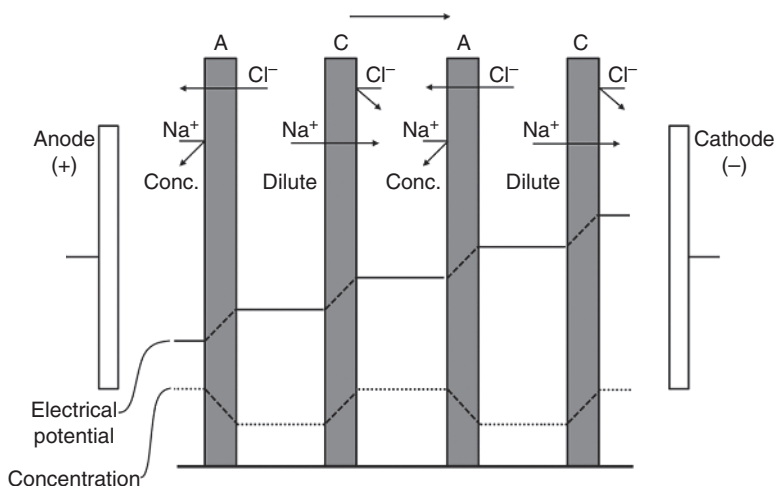 A
C
A
C
Cl–
Cl–
Cl–
Cl–
Anode
(+)
Na+
Na+
Na+
Na+
Cathode
(–)
Conc.
Dilute
Conc.
Dilute
Electrical
potential
Concentration